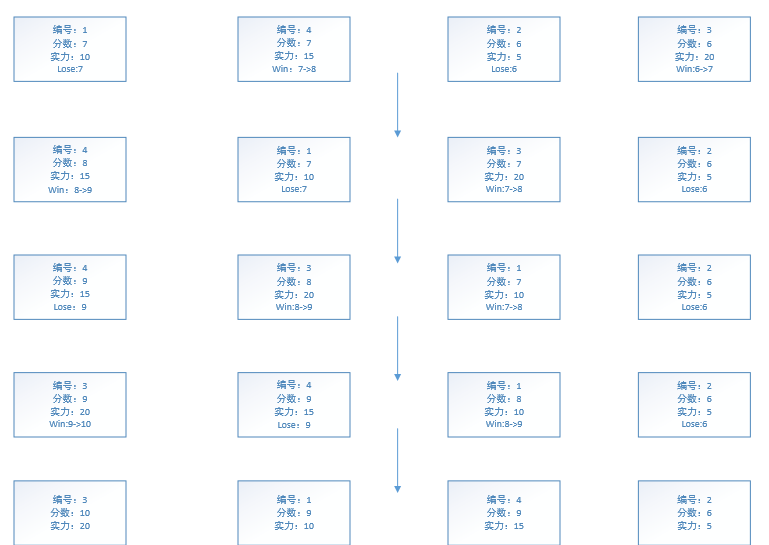 编号：1
分数：7
实力：10
Lose:7
编号：4
分数：7
实力：15
Win：7->8
编号：2
分数：6
实力：5
Lose:6
编号：3
分数：6
实力：20
Win:6->7
编号：4
分数：8
实力：15
Win：8->9
编号：1
分数：7
实力：10
Lose:7
编号：3
分数：7
实力：20
Win:7->8
编号：2
分数：6
实力：5
Lose:6
编号：4
分数：9
实力：15
Lose：9
编号：3
分数：8
实力：20
Win:8->9
编号：1
分数：7
实力：10
Win:7->8
编号：2
分数：6
实力：5
Lose:6
编号：3
分数：9
实力：20
Win:9->10
编号：4
分数：9
实力：15
Lose：9
编号：1
分数：8
实力：10
Win:8->9
编号：2
分数：6
实力：5
Lose:6
编号：3
分数：10
实力：20
编号：1
分数：9
实力：10
编号：4
分数：9
实力：15
编号：2
分数：6
实力：5